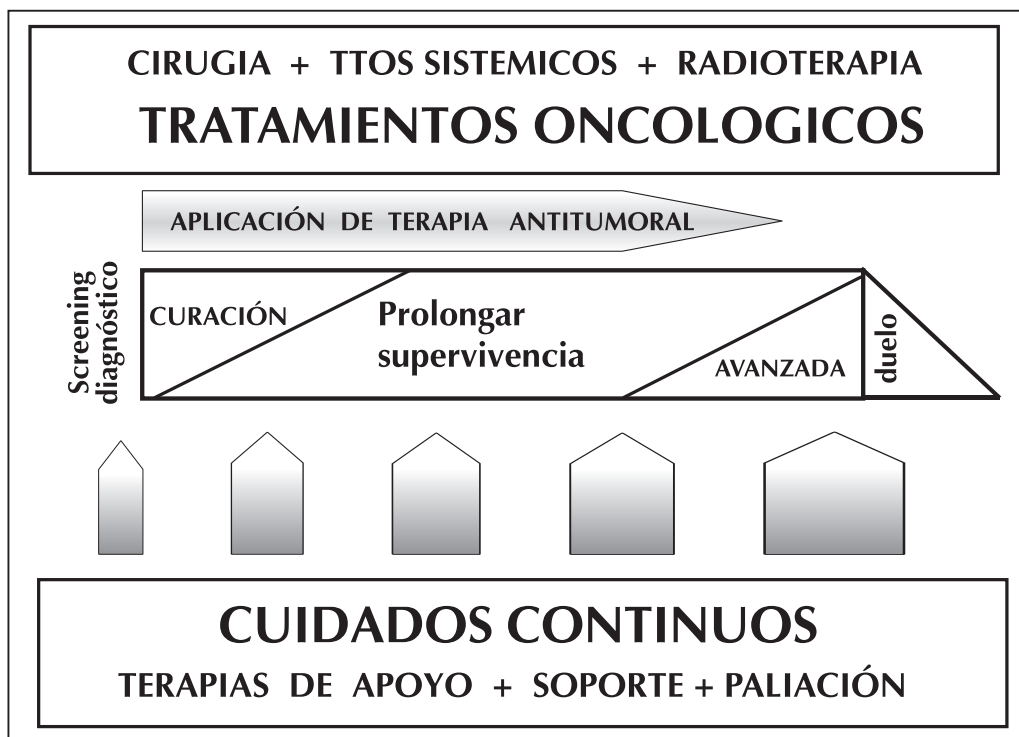 CIRUGIA + TTOS SISTEMICOS + RADIOTERAPIA
TRATAMIENTOS ONCOLOGICOS
APLICACIÓN DE TERAPIA ANTITUMORAL
Screening
diagnóstico
CURACIÓN
Prolongar
supervivencia
AVANZADA
duelo
CUIDADOS CONTINUOS
TERAPIAS DE APOYO + SOPORTE + PALIACIÓN